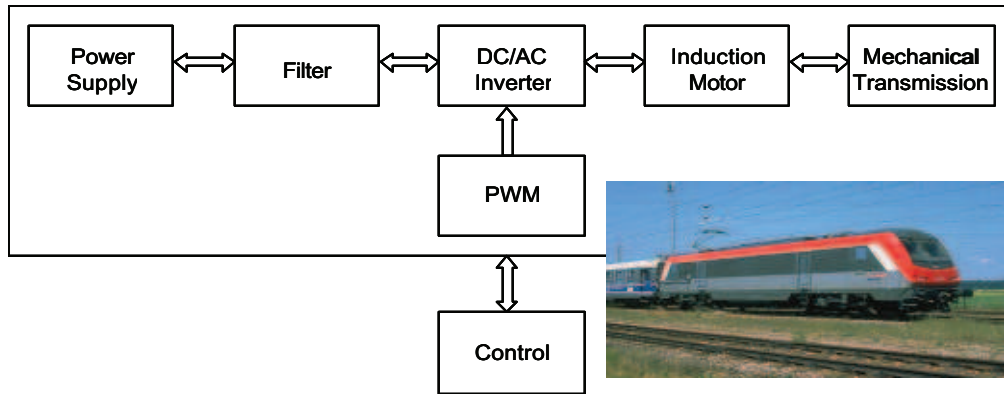 Power
Supply
Filter
DC/AC
Inverter
Induction
Motor
Mechanical
Transmission
PWM
Control